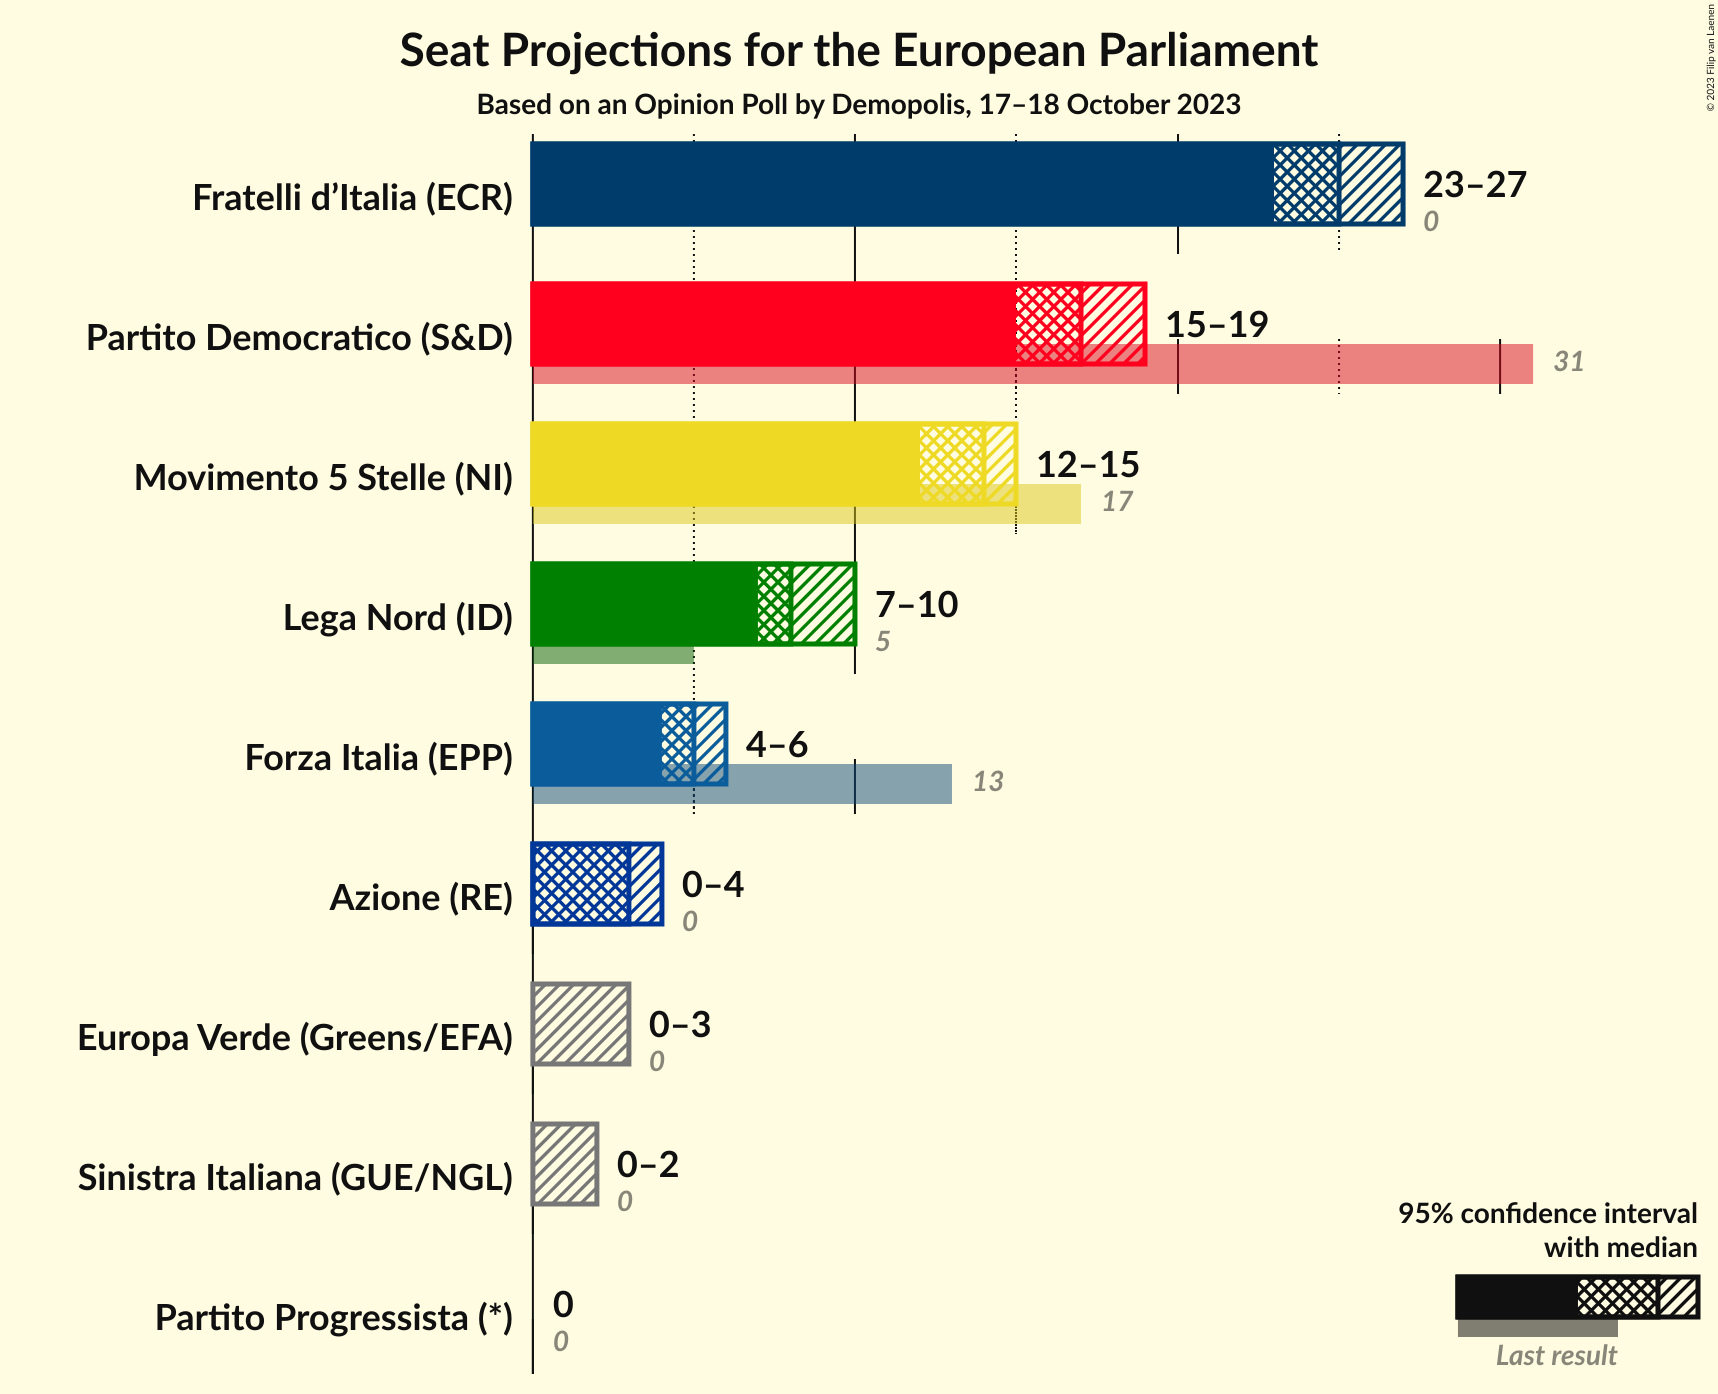 Seat Projections for the European Parliament
Based on an Opinion Poll by Demopolis, 17–18 October 2023
© 2023 Filip van Laenen
Fratelli d’Italia (ECR)
23–27
0
Partito Democratico (S&D)
15–19
31
Movimento 5 Stelle (NI)
12–15
17
Lega Nord (ID)
7–10
5
Forza Italia (EPP)
4–6
13
Azione (RE)
0–4
0
Europa Verde (Greens/EFA)
0–3
0
Sinistra Italiana (GUE/NGL)
0–2
0
Partito Progressista (*)
0
0
95% confidence interval
with median
Last result